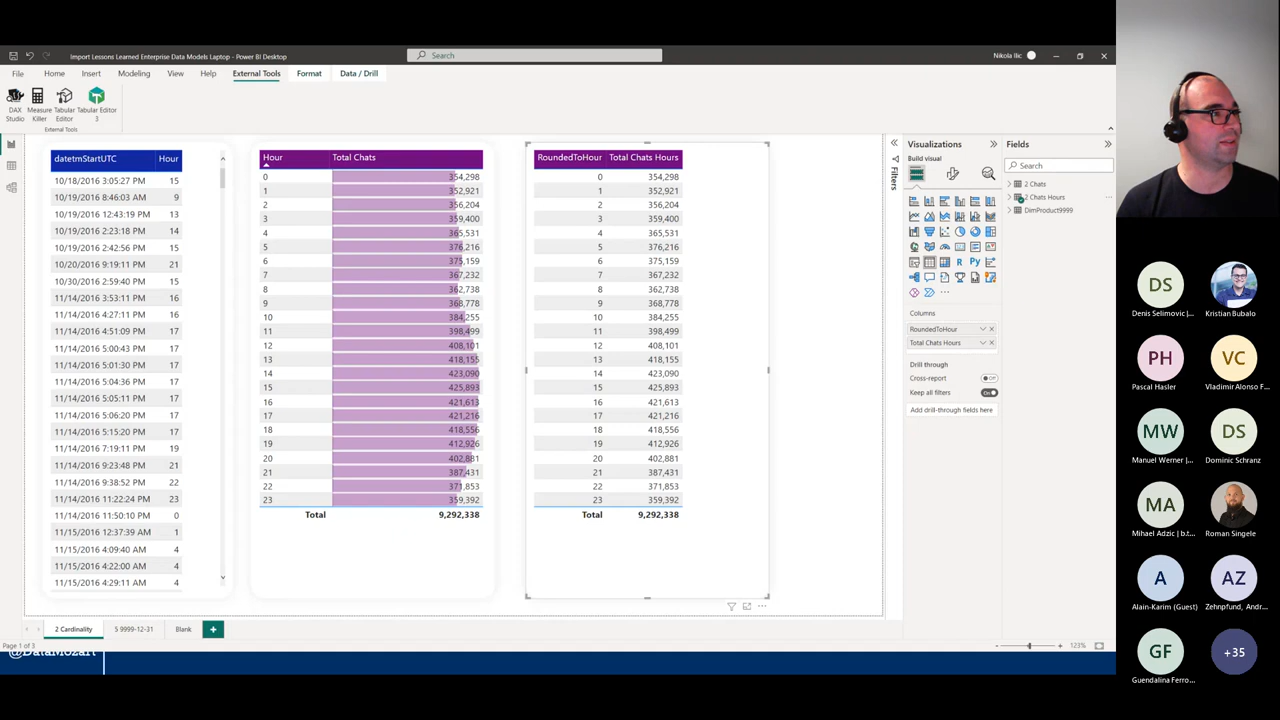 Import Lessons Learned Enterprise Data Models Laptop - Power BI Desktop
Search
Nikola Ilic
File Home Insert Modeling View Help External Tools Format Data / Drill
DAX Studio
Measure Killer
Tabular Editor
Tabular Editor 3
External Tools
datetmStartUTC Hour
10/18/2016 3:05:27 PM 15
10/19/2016 8:46:03 AM 9
10/19/2016 12:43:19 PM 13
10/19/2016 2:23:18 PM 14
10/19/2016 2:42:56 PM 15
10/20/2016 9:19:11 PM 21
10/30/2016 2:59:40 PM 15
11/14/2016 3:53:11 PM 16
11/14/2016 4:27:11 PM 16
11/14/2016 4:51:09 PM 17
11/14/2016 5:00:43 PM 17
11/14/2016 5:01:30 PM 17
11/14/2016 5:04:36 PM 17
11/14/2016 5:05:11 PM 17
11/14/2016 5:06:20 PM 17
11/14/2016 5:15:20 PM 17
11/14/2016 7:19:11 PM 19
11/14/2016 9:23:48 PM 21
11/14/2016 9:38:52 PM 22
11/14/2016 11:22:24 PM 23
11/14/2016 11:50:10 PM 0
11/15/2016 12:37:39 AM 1
11/15/2016 4:09:40 AM 4
11/15/2016 4:22:00 AM 4
11/15/2016 4:29:11 AM 4
Hour Total Chats
0 354,298
1 352,921
2 356,204
3 359,400
4 365,531
5 376,216
6 375,159
7 367,232
8 362,738
9 368,778
10 384,255
11 398,499
12 408,101
13 418,155
14 423,090
15 425,893
16 421,613
17 421,216
18 418,556
19 412,926
20 402,881
21 387,431
22 371,853
23 359,392
Total 9,292,338
RoundedToHour Total Chats Hours
0 354,298
1 352,921
2 356,204
3 359,400
4 365,531
5 376,216
6 375,159
7 367,232
8 362,738
9 368,778
10 384,255
11 398,499
12 408,101
13 418,155
14 423,090
15 425,893
16 421,613
17 421,216
18 418,556
19 412,926
20 402,881
21 387,431
22 371,853
23 359,392
Total 9,292,338
Filters
Visualizations
Build visual
R Py
Columns
RoundedToHour
Total Chats Hours
Drill through
Cross-report Off
Keep all filters On
Add drill-through fields here
Fields
Search
2 Chats
2 Chats Hours
DimProduct9999
2 Cardinality 5 9999-12-31 Blank
Page 1 of 3
123%
@DataMozart
DS
Denis Selimovic |...
Kristian Bubalo
PH
Pascal Hasler
VC
Vladimir Alonso F...
MW
Manuel Werner |...
DS
Dominic Schranz
MA
Mihael Adzic | b.t...
Roman Singele
A
Alain-Karim (Guest)
AZ
Zehnpfund, Andr...
GF
Guendalina Ferro...
+35